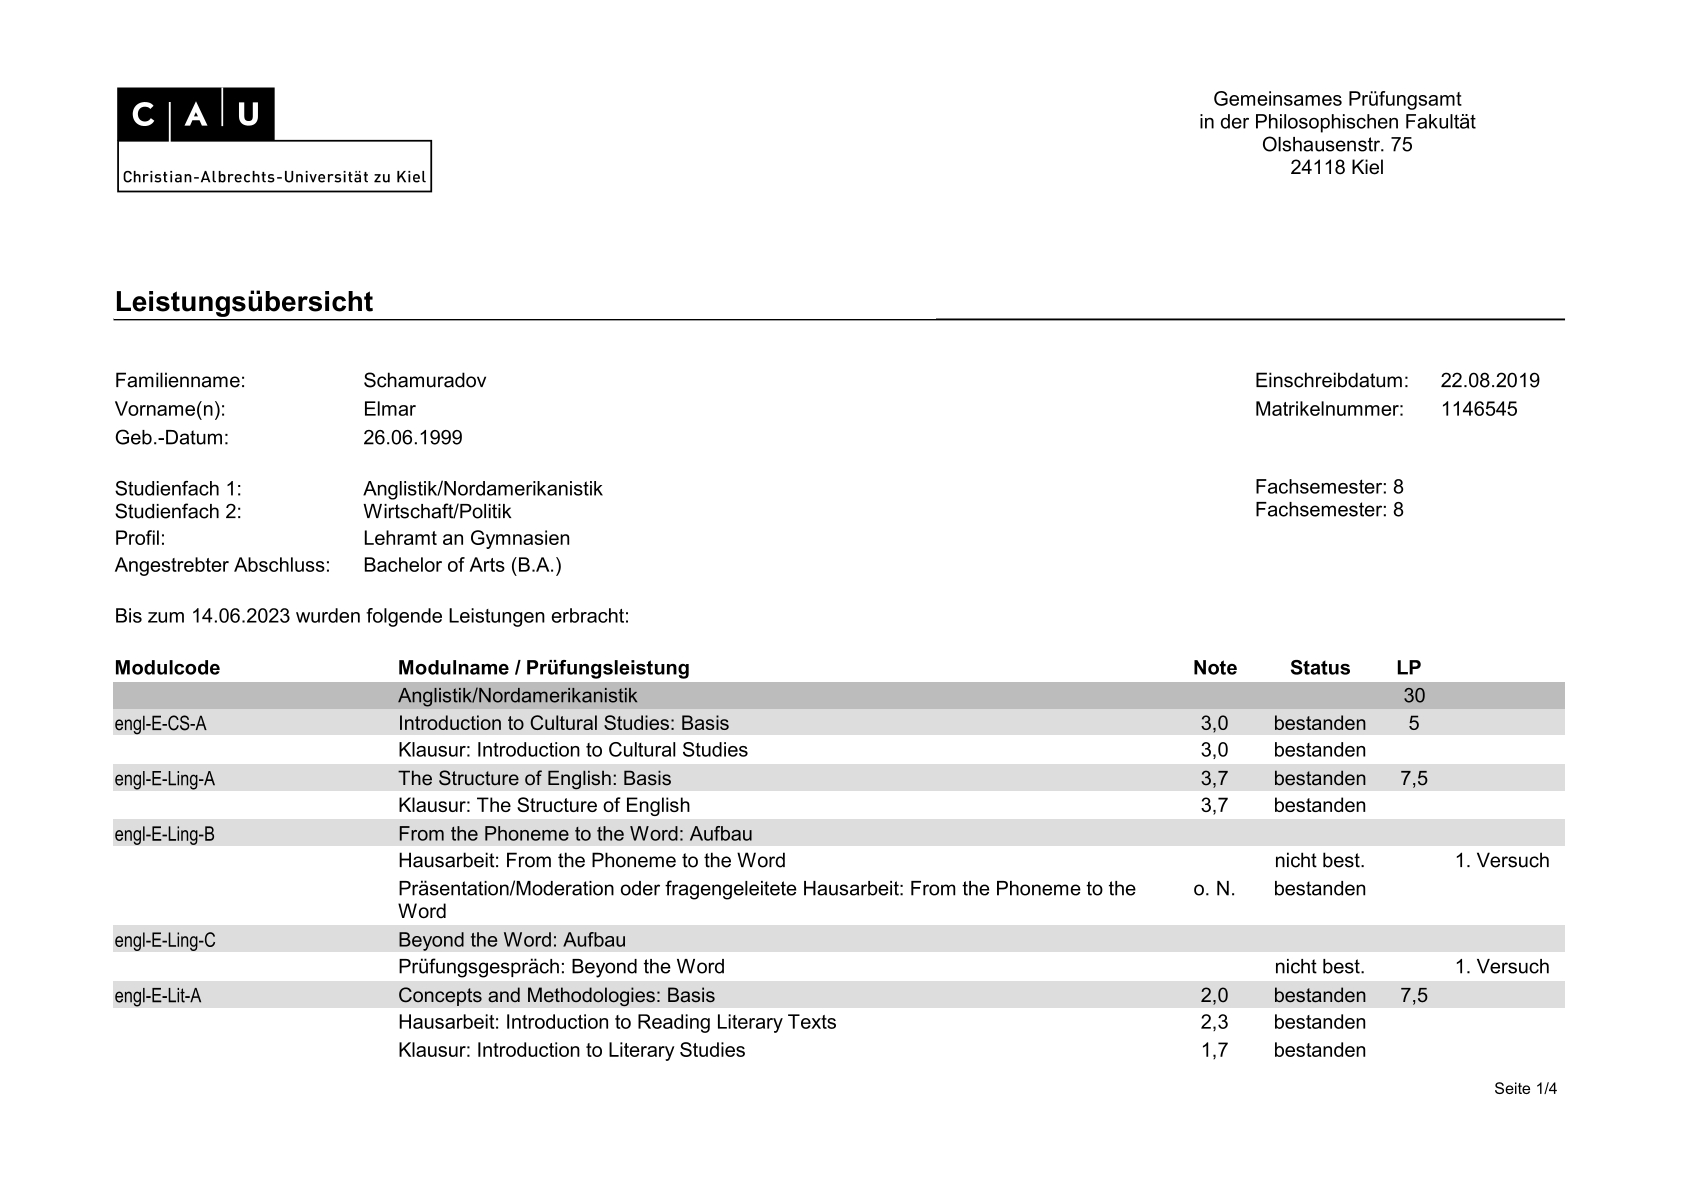 CAU
Christian-Albrechts-Universität zu Kiel
Gemeinsames Prüfungsamt
in der Philosophischen Fakultät
Olshausenstr. 75
24118 Kiel
Leistungsübersicht
Familienname: Schamuradov Einschreibdatum: 22.08.2019
Vorname(n): Elmar Matrikelnummer: 1146545
Geb.-Datum: 26.06.1999
Studienfach 1: Anglistik/Nordamerikanistik Fachsemester: 8
Studienfach 2: Wirtschaft/Politik Fachsemester: 8
Profil: Lehramt an Gymnasien
Angestrebter Abschluss: Bachelor of Arts (B.A.)
Bis zum 14.06.2023 wurden folgende Leistungen erbracht:
Modulcode Modulname / Prüfungsleistung Note Status LP
Anglistik/Nordamerikanistik 30
engl-E-CS-A Introduction to Cultural Studies: Basis 3,0 bestanden 5
Klausur: Introduction to Cultural Studies 3,0 bestanden
engl-E-Ling-A The Structure of English: Basis 3,7 bestanden 7,5
Klausur: The Structure of English 3,7 bestanden
engl-E-Ling-B From the Phoneme to the Word: Aufbau
Hausarbeit: From the Phoneme to the Word nicht best. 1. Versuch
Präsentation/Moderation oder fragengeleitete Hausarbeit: From the Phoneme to the o. N. bestanden
Word
engl-E-Ling-C Beyond the Word: Aufbau
Prüfungsgespräch: Beyond the Word nicht best. 1. Versuch
engl-E-Lit-A Concepts and Methodologies: Basis 2,0 bestanden 7,5
Hausarbeit: Introduction to Reading Literary Texts 2,3 bestanden
Klausur: Introduction to Literary Studies 1,7 bestanden
Seite 1/4